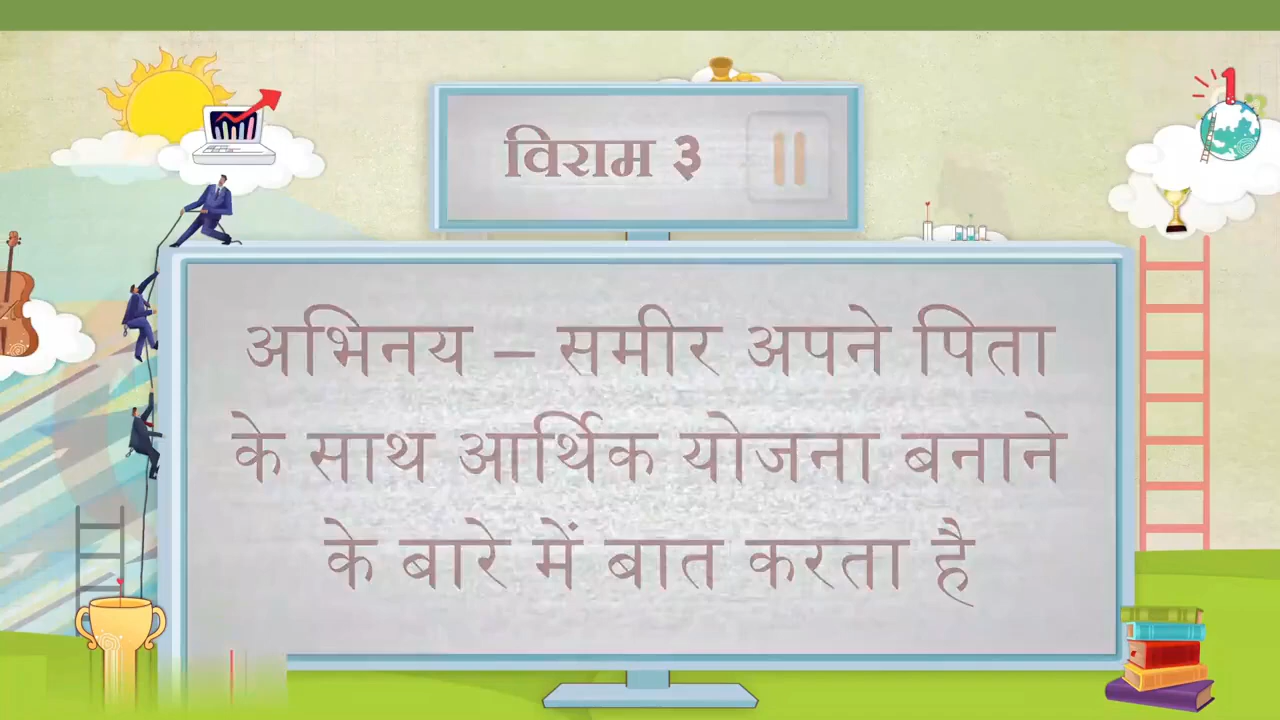 विराम ३
अभिनय – समीर अपने पिता
के साथ आर्थिक योजना बनाने
के बारे में बात करता है